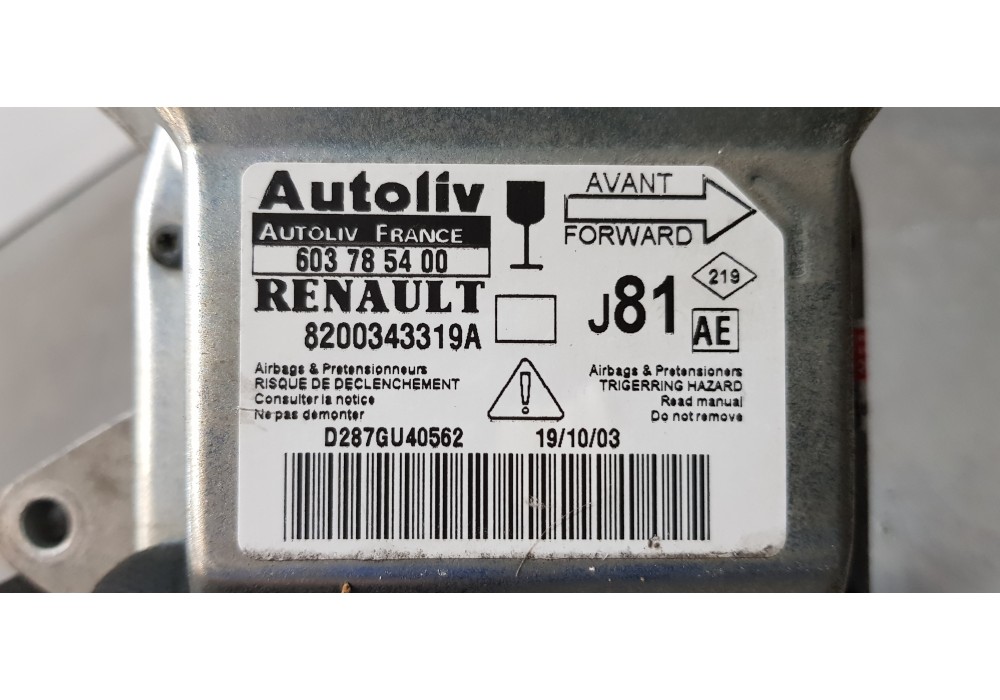 Autoliv
AUTOLIV FRANCE
603 78 54 00
RENAULT
8200343319A
AVANT
FORWARD
J81
219
AE
Airbags & Pretensionneurs
RISQUE DE DECLENCHEMENT
Consulter la notice
Ne pas demonter
!
Airbags & Pretensioners
TRIGERRING HAZARD
Read manual
Do not remove
D287GU40562 19/10/03